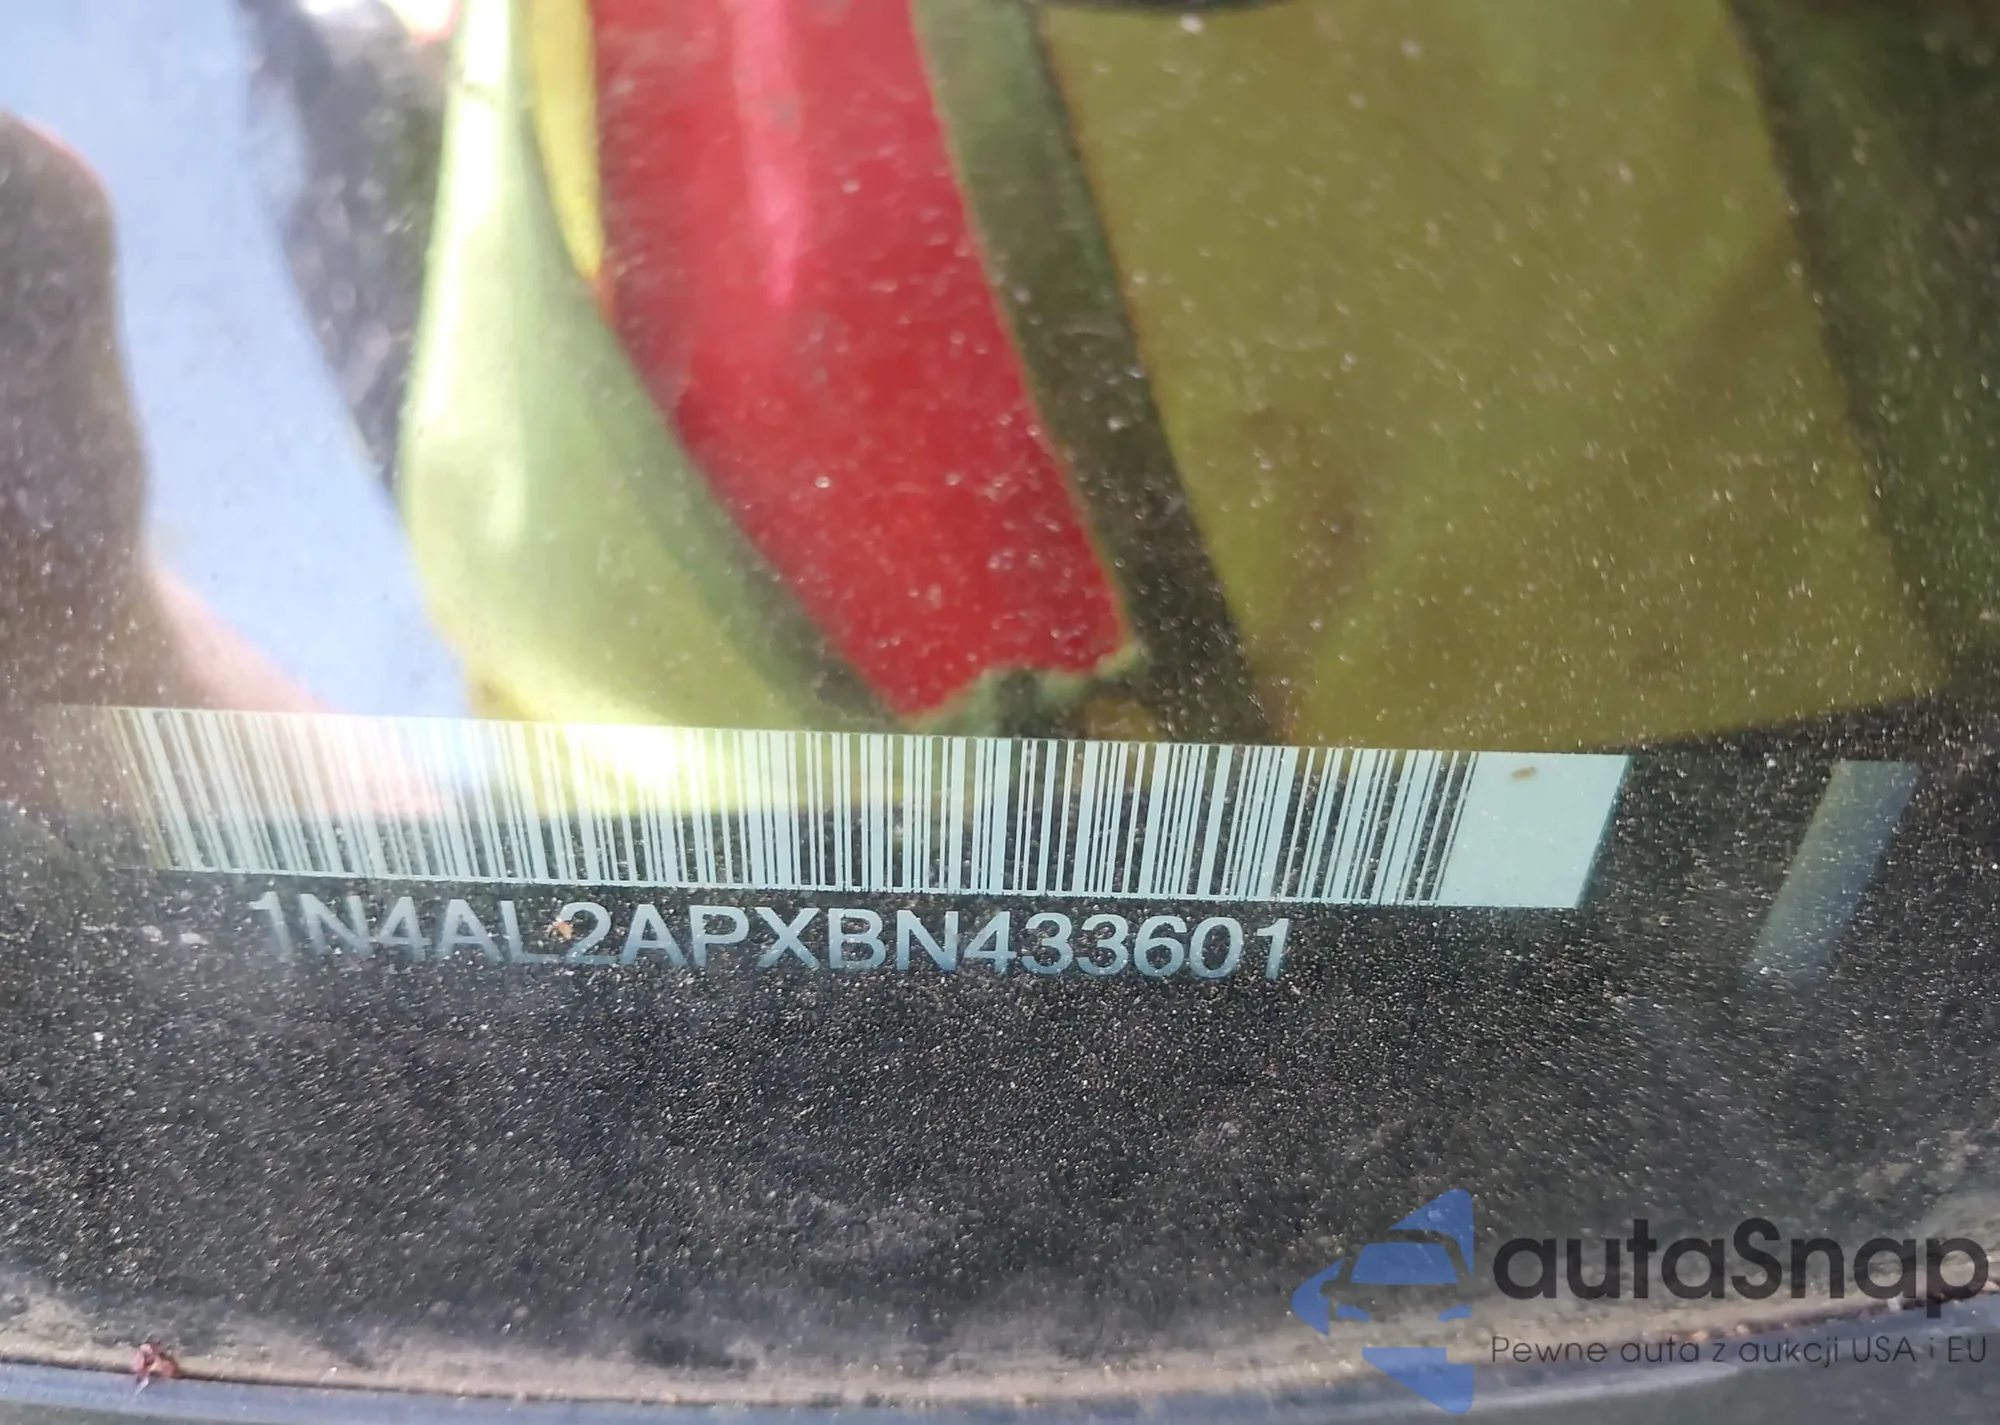 1N4AL2APXBN433601
autaSnap
Pewne auta z aukcji USA i EU